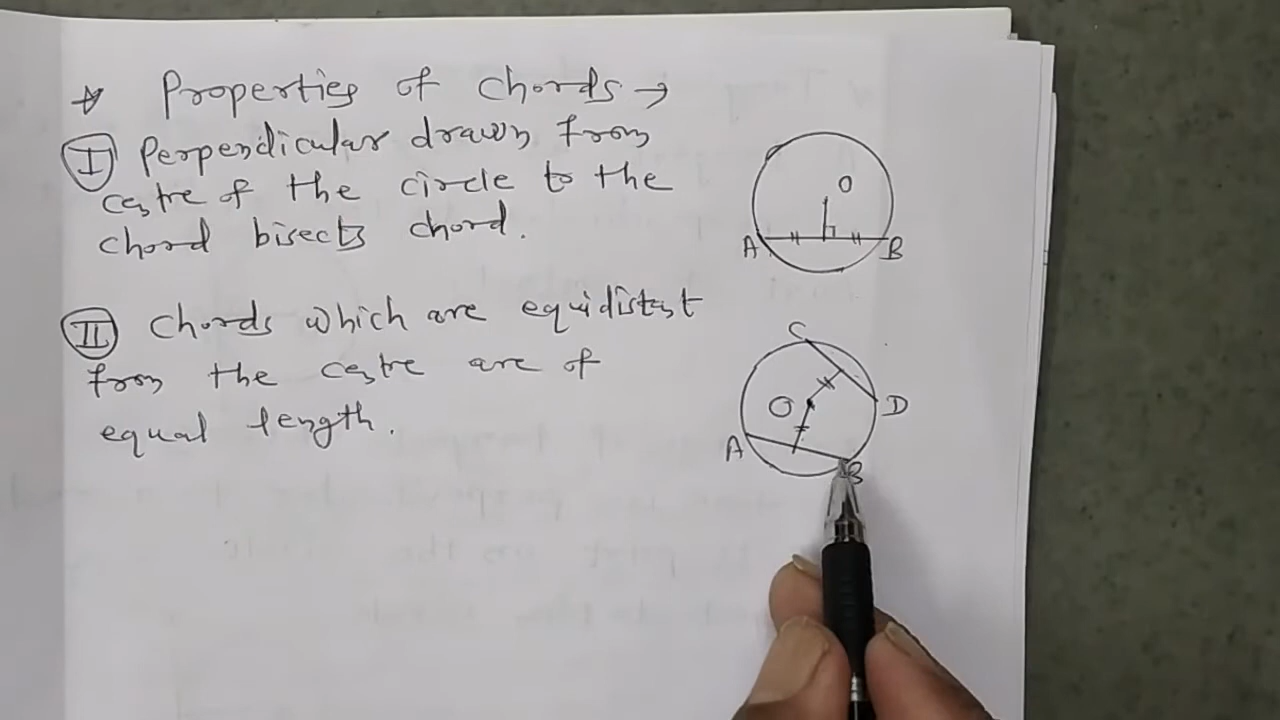 * Properties of chords →
I Perpendicular drawn from
centre of the circle to the
chord bisects chord.
O
A B
II chords which are equidistant
from the centre are of
equal length.
C
O D
A
B